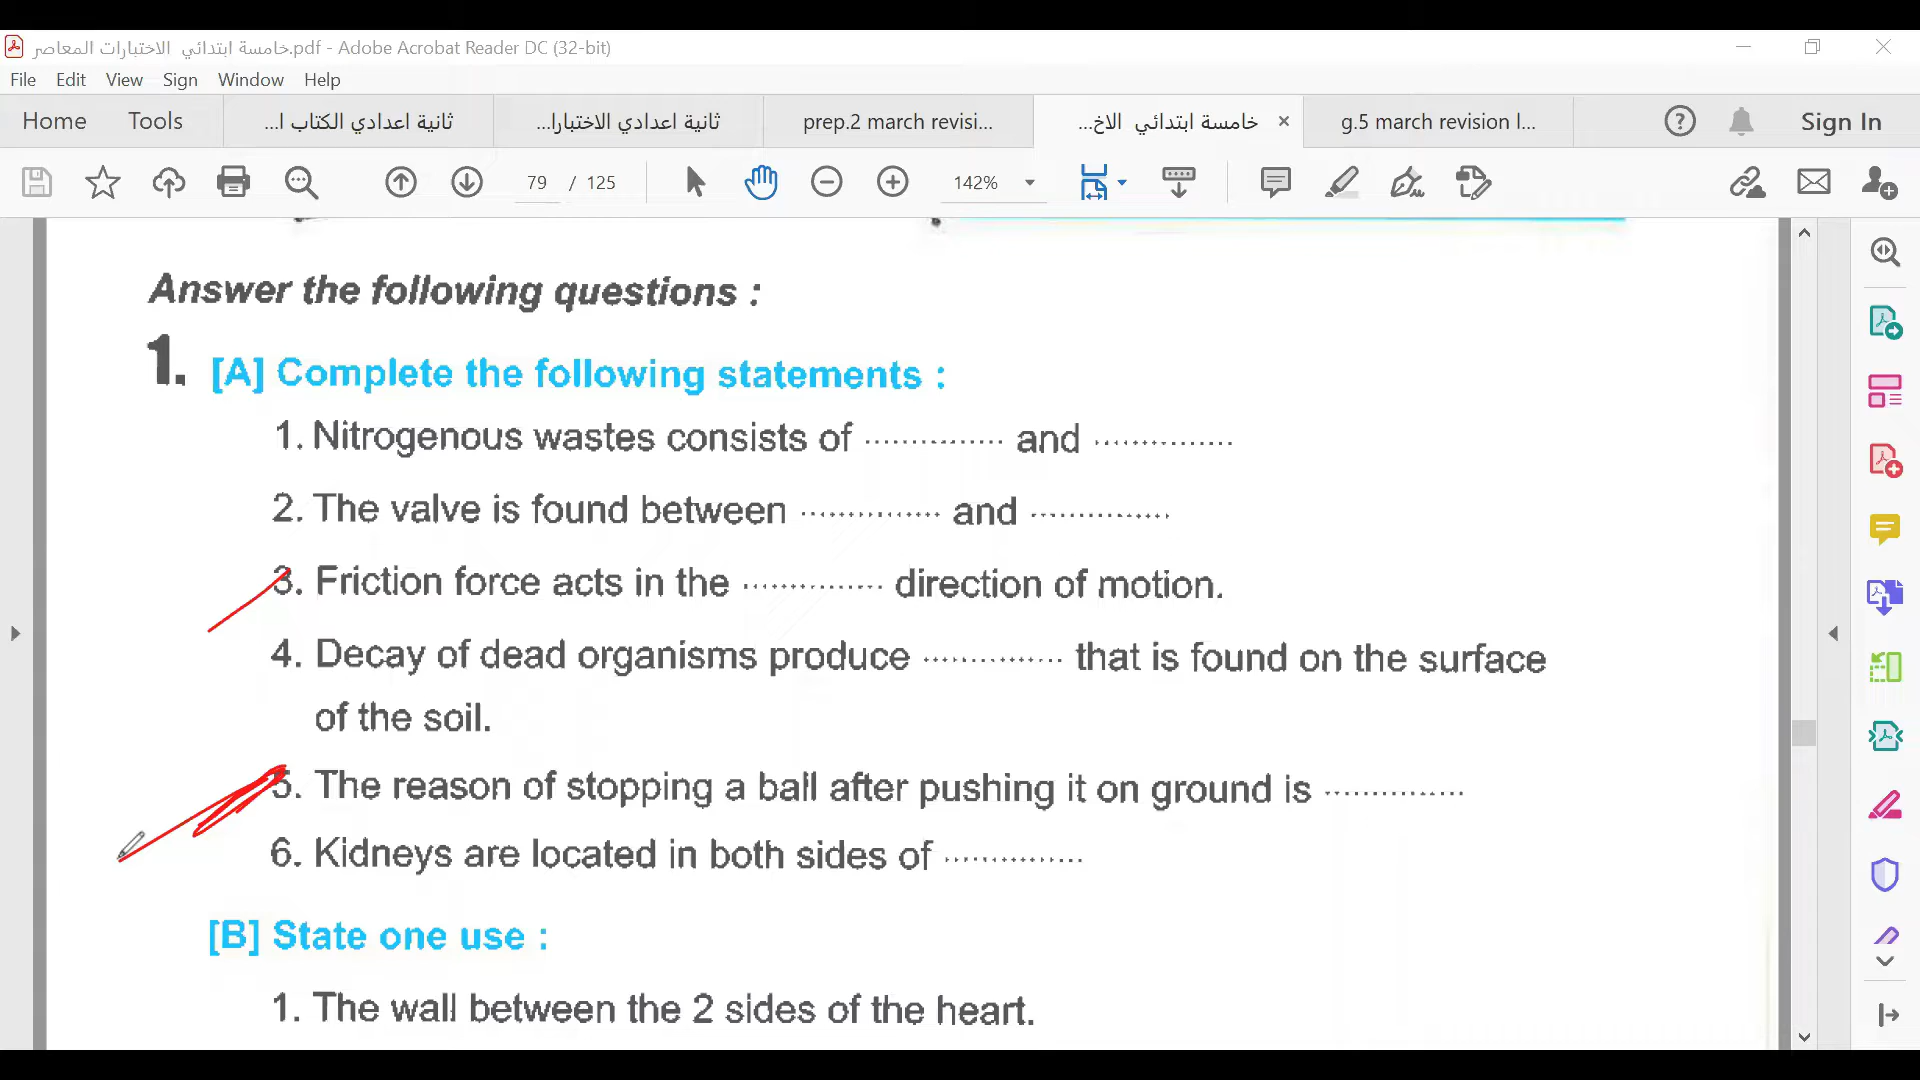 خامسة ابتدائي الاختبارات المعاصر.pdf - Adobe Acrobat Reader DC (32-bit)
File Edit View Sign Window Help
Home Tools ثانية اعدادي الكتاب ا... ثانية اعدادي الاختبارا... prep.2 march revisi... خامسة ابتدائي الاخ... × g.5 march revision l... Sign In
79 / 125 142%
Answer the following questions :
1. [A] Complete the following statements :
1. Nitrogenous wastes consists of .............. and ..............
2. The valve is found between .............. and ..............
3. Friction force acts in the .............. direction of motion.
4. Decay of dead organisms produce .............. that is found on the surface
of the soil.
5. The reason of stopping a ball after pushing it on ground is ..............
6. Kidneys are located in both sides of ..............
[B] State one use :
1. The wall between the 2 sides of the heart.